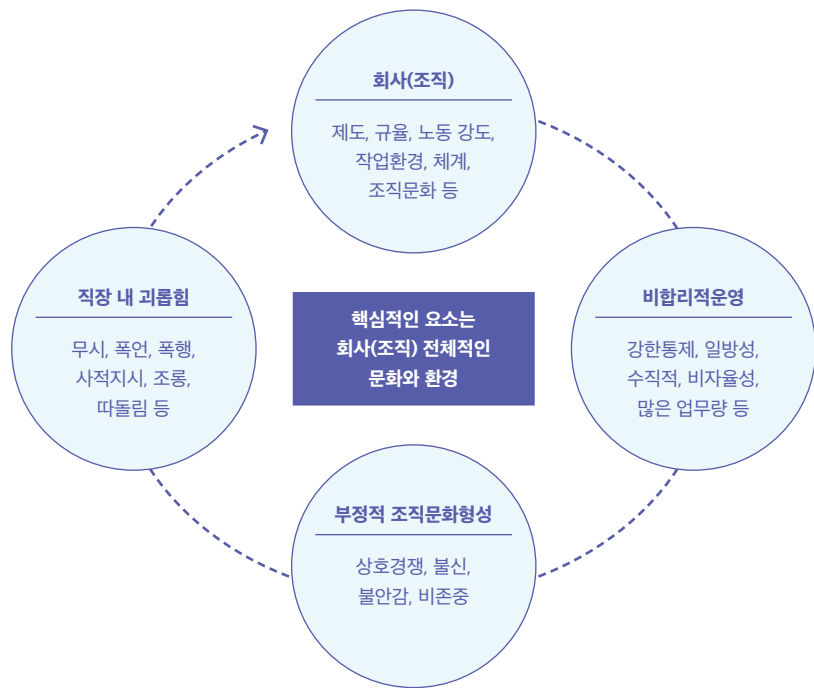 회사(조직)
제도, 규율, 노동 강도,
작업환경, 체계,
조직문화 등
직장 내 괴롭힘
무시, 폭언, 폭행,
사적지시, 조롱,
따돌림 등
핵심적인 요소는
회사(조직) 전체적인
문화와 환경
비합리적운영
강한통제, 일방성,
수직적, 비자율성,
많은 업무량 등
부정적 조직문화형성
상호경쟁, 불신,
불안감, 비존중